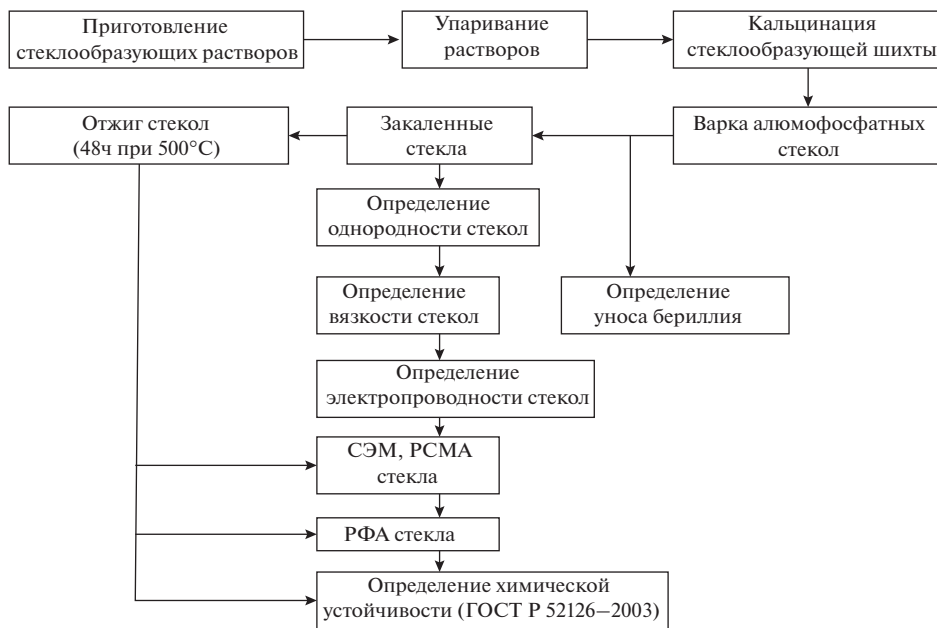 Приготовление
стеклообразующих растворов
Упаривание
растворов
Кальцинация
стеклообразующей шихты
Отжиг стекол
(48ч при 500°C)
Закаленные
стекла
Варка алюмофосфатных
стекол
Определение
однородности стекол
Определение
вязкости стекол
Определение
уноса бериллия
Определение
электропроводности стекол
СЭМ, РСМА
стекла
РФА стекла
Определение химической
устойчивости (ГОСТ Р 52126–2003)